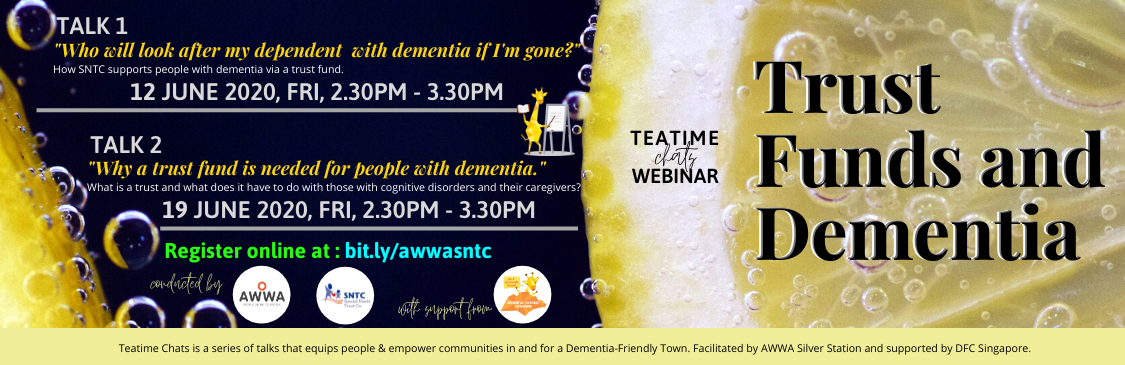 TALK 1
"Who will look after my dependent with dementia if I'm gone?"
How SNTC supports people with dementia via a trust fund.
12 JUNE 2020, FRI, 2.30PM - 3.30PM
TALK 2
"Why a trust fund is needed for people with dementia."
What is a trust and what does it have to do with those with cognitive disorders and their caregivers?
19 JUNE 2020, FRI, 2.30PM - 3.30PM
Register online at : bit.ly/awwasntc
conducted by
AWWA
SNTC
Special Needs
Trust Co
with support from
TEATIME
chats
WEBINAR
Trust
Funds and
Dementia
Teatime Chats is a series of talks that equips people & empower communities in and for a Dementia-Friendly Town. Facilitated by AWWA Silver Station and supported by DFC Singapore.